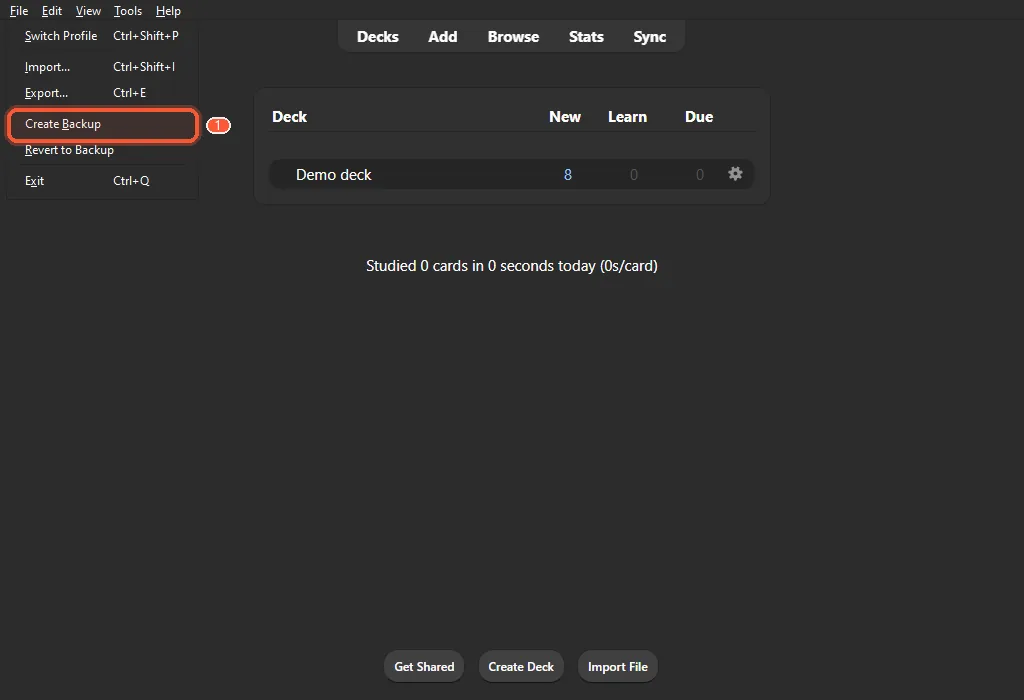 File Edit View Tools Help
Switch Profile Ctrl+Shift+P
Import... Ctrl+Shift+I
Export... Ctrl+E
Create Backup
1
Revert to Backup
Exit Ctrl+Q
Decks Add Browse Stats Sync
Deck New Learn Due
Demo deck 8 0 0
Studied 0 cards in 0 seconds today (0s/card)
Get Shared Create Deck Import File